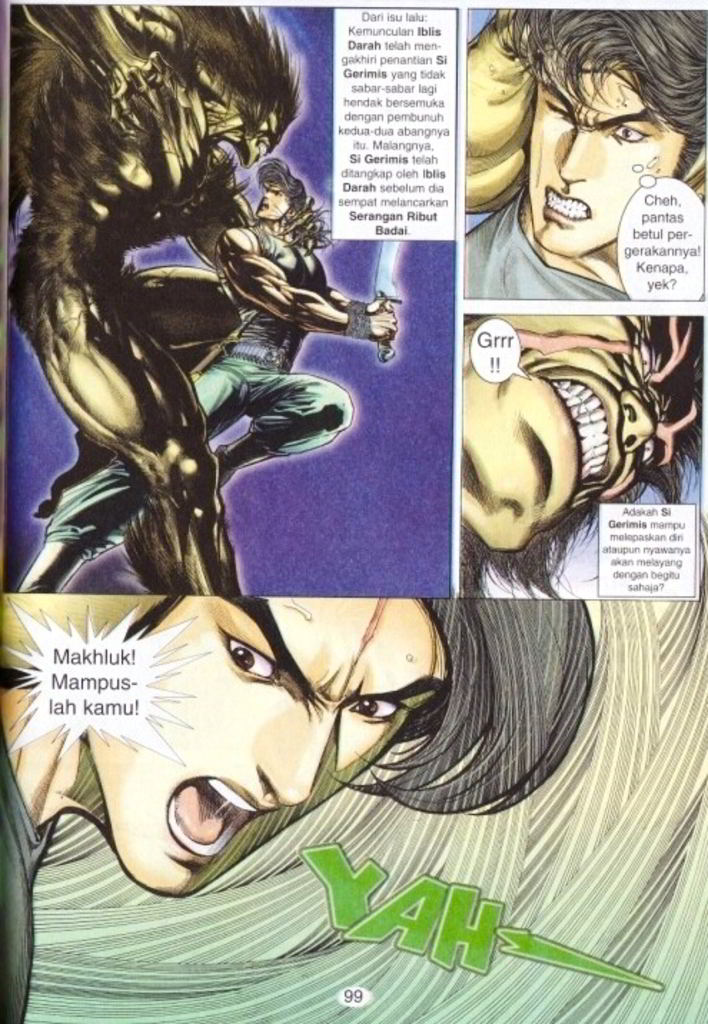 Dari isu lalu:
Kemunculan Iblis
Darah telah men-
gakhiri penantian Si
Gerimis yang tidak
sabar-sabar lagi
hendak bersemuka
dengan pembunuh
kedua-dua abangnya
itu. Malangnya,
Si Gerimis telah
ditangkap oleh Iblis
Darah sebelum dia
sempat melancarkan
Serangan Ribut
Badai.
Cheh,
pantas
betul per-
gerakannya!
Kenapa,
yek?
Grrr
!!
Adakah Si
Gerimis mampu
melepaskan diri
ataupun nyawanya
akan melayang
dengan begitu
sahaja?
Makhluk!
Mampus-
lah kamu!
YAH
99